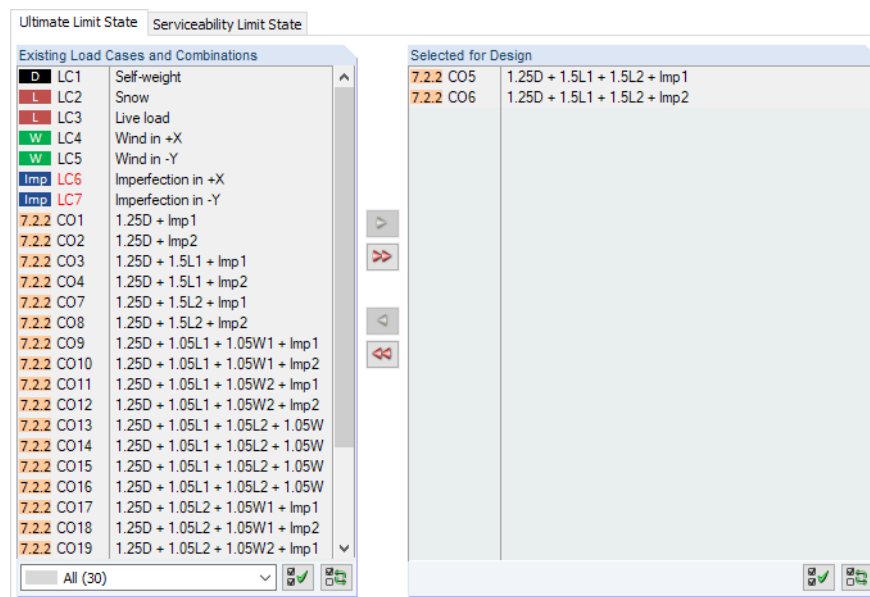 Ultimate Limit State Serviceability Limit State
Existing Load Cases and Combinations
D LC1 Self-weight
L LC2 Snow
L LC3 Live load
W LC4 Wind in +X
W LC5 Wind in -Y
Imp LC6 Imperfection in +X
Imp LC7 Imperfection in -Y
7.2.2 CO1 1.25D + Imp1
7.2.2 CO2 1.25D + Imp2
7.2.2 CO3 1.25D + 1.5L1 + Imp1
7.2.2 CO4 1.25D + 1.5L1 + Imp2
7.2.2 CO7 1.25D + 1.5L2 + Imp1
7.2.2 CO8 1.25D + 1.5L2 + Imp2
7.2.2 CO9 1.25D + 1.05L1 + 1.05W1 + Imp1
7.2.2 CO10 1.25D + 1.05L1 + 1.05W1 + Imp2
7.2.2 CO11 1.25D + 1.05L1 + 1.05W2 + Imp1
7.2.2 CO12 1.25D + 1.05L1 + 1.05W2 + Imp2
7.2.2 CO13 1.25D + 1.05L1 + 1.05L2 + 1.05W
7.2.2 CO14 1.25D + 1.05L1 + 1.05L2 + 1.05W
7.2.2 CO15 1.25D + 1.05L1 + 1.05L2 + 1.05W
7.2.2 CO16 1.25D + 1.05L1 + 1.05L2 + 1.05W
7.2.2 CO17 1.25D + 1.05L2 + 1.05W1 + Imp1
7.2.2 CO18 1.25D + 1.05L2 + 1.05W1 + Imp2
7.2.2 CO19 1.25D + 1.05L2 + 1.05W2 + Imp1
All (30)
Selected for Design
7.2.2 CO5 1.25D + 1.5L1 + 1.5L2 + Imp1
7.2.2 CO6 1.25D + 1.5L1 + 1.5L2 + Imp2